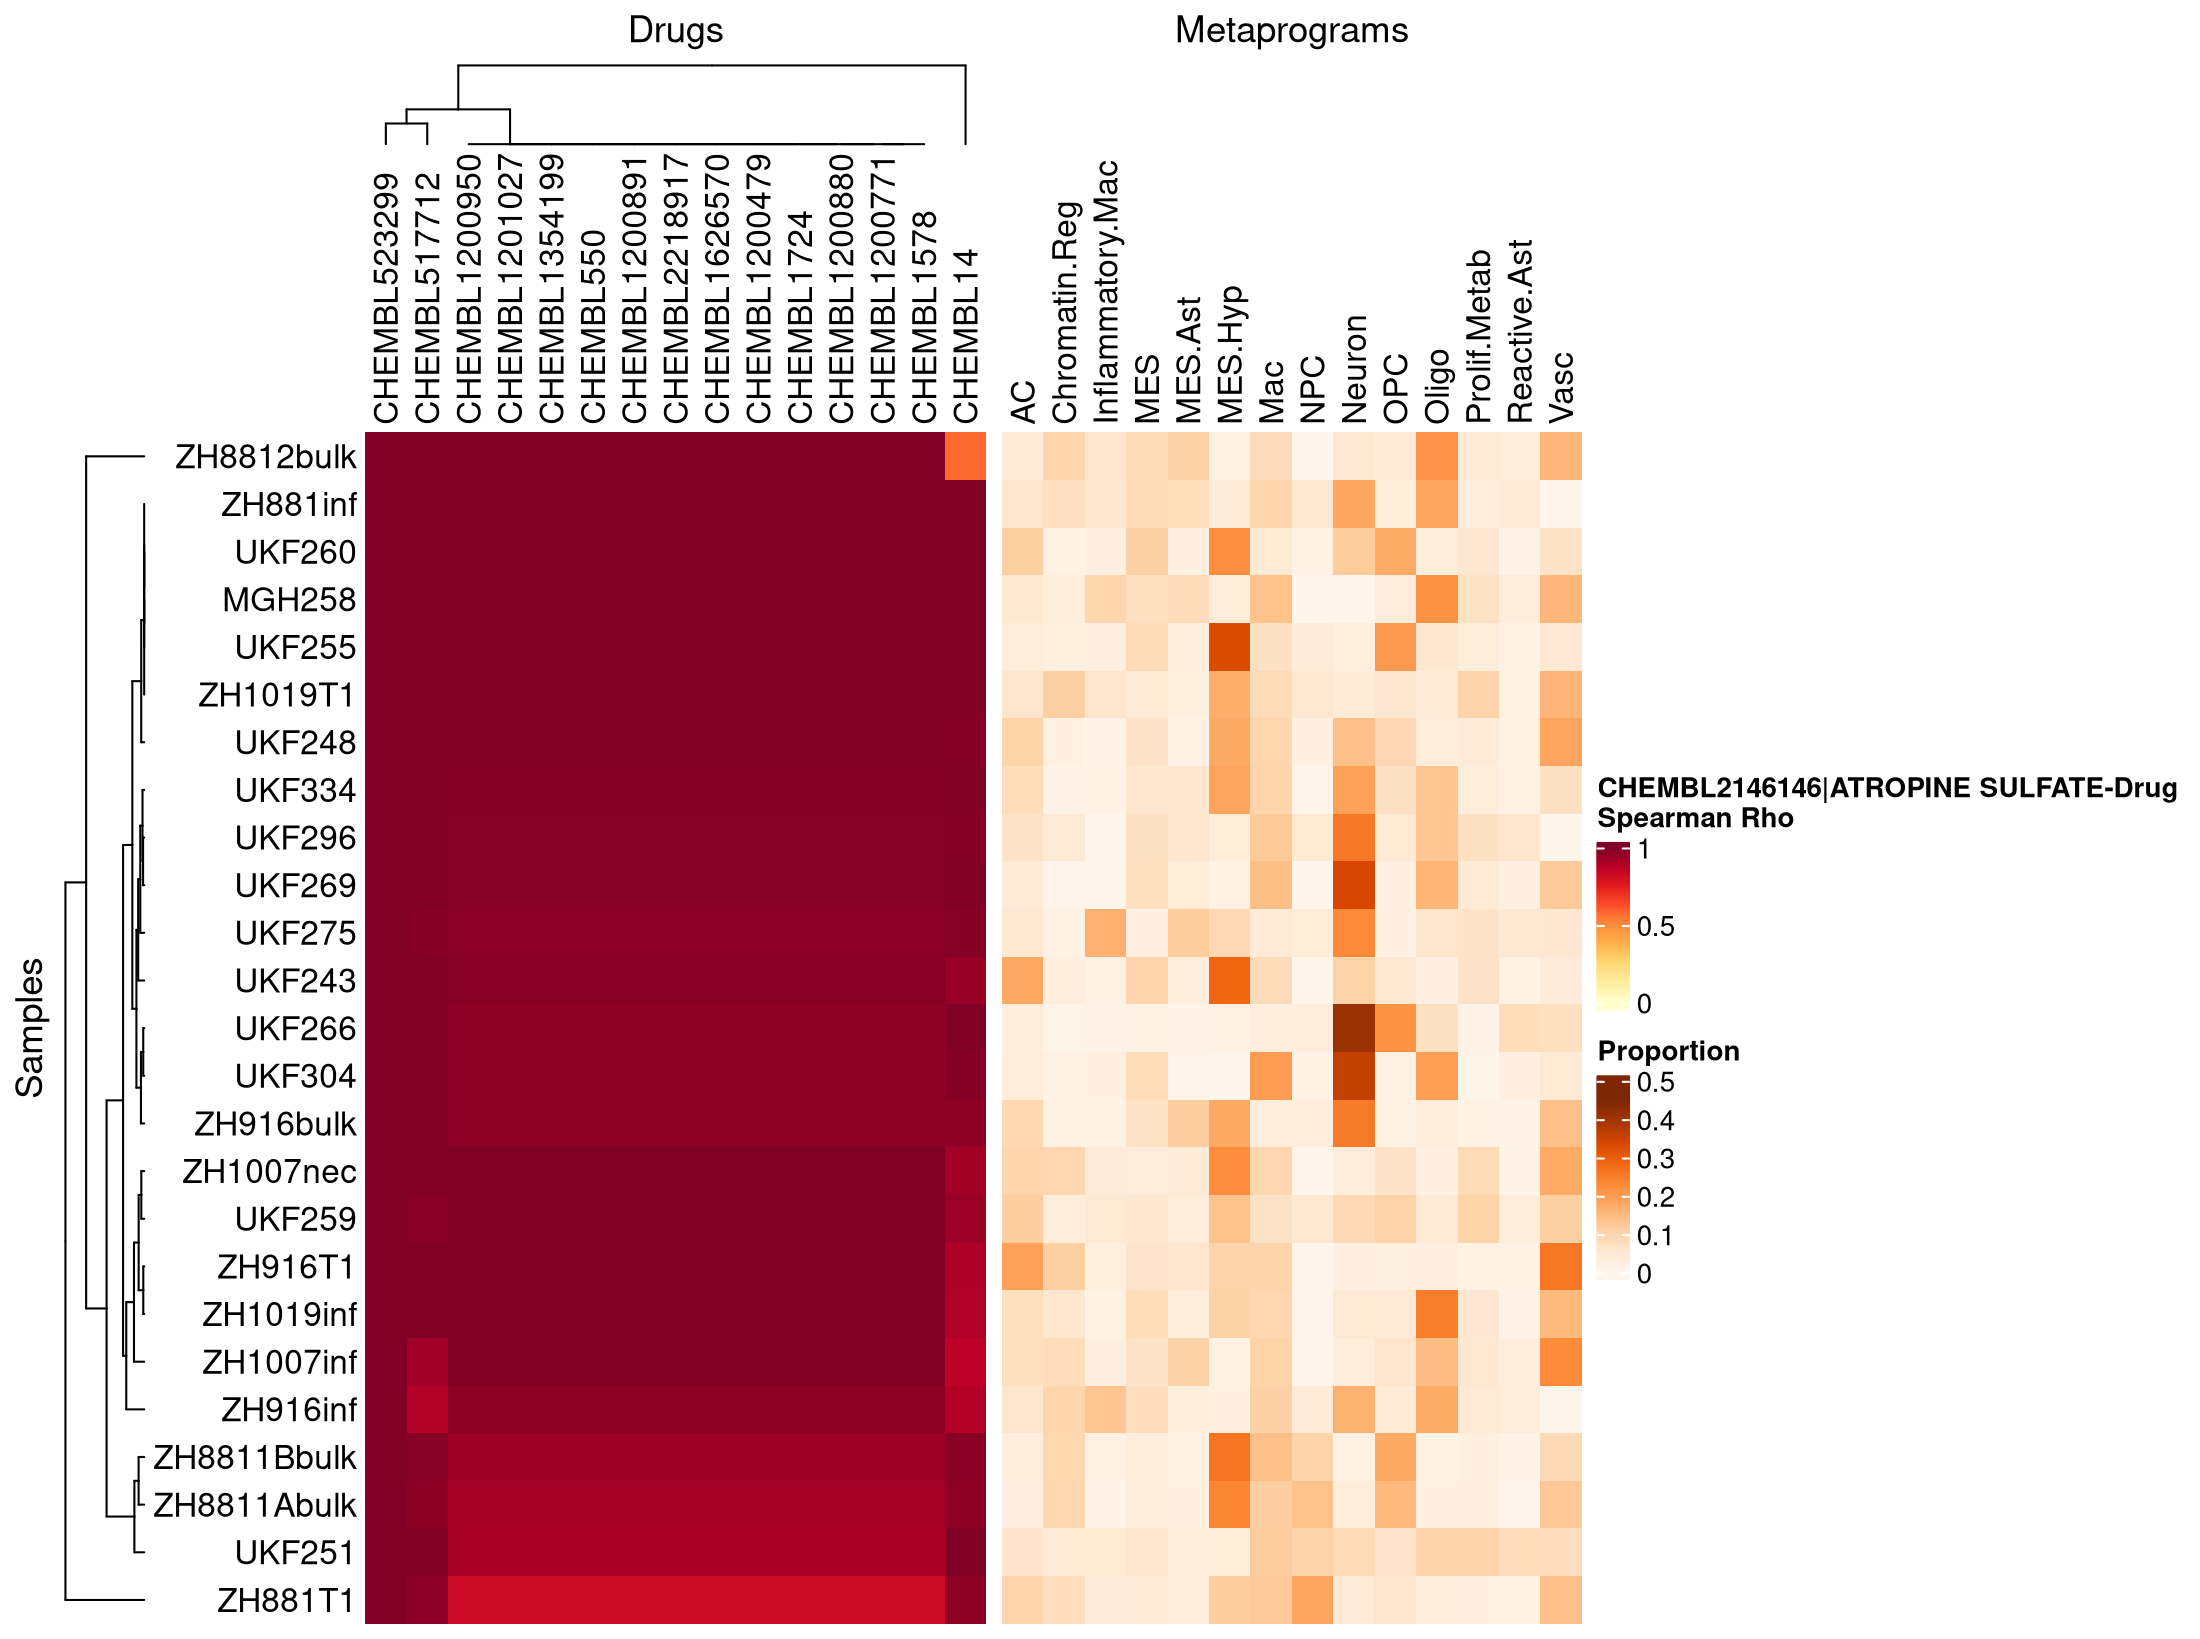 Drugs
Metaprograms
CHEMBL523299
CHEMBL517712
CHEMBL1200950
CHEMBL1201027
CHEMBL1354199
CHEMBL550
CHEMBL1200891
CHEMBL2218917
CHEMBL1626570
CHEMBL1200479
CHEMBL1724
CHEMBL1200880
CHEMBL1200771
CHEMBL1578
CHEMBL14
AC
Chromatin.Reg
Inflammatory.Mac
MES
MES.Ast
MES.Hyp
Mac
NPC
Neuron
OPC
Oligo
Prolif.Metab
Reactive.Ast
Vasc
Samples
ZH8812bulk
ZH881inf
UKF260
MGH258
UKF255
ZH1019T1
UKF248
UKF334
UKF296
UKF269
UKF275
UKF243
UKF266
UKF304
ZH916bulk
ZH1007nec
UKF259
ZH916T1
ZH1019inf
ZH1007inf
ZH916inf
ZH8811Bbulk
ZH8811Abulk
UKF251
ZH881T1
CHEMBL2146146|ATROPINE SULFATE-Drug
Spearman Rho
1
0.5
0
Proportion
0.5
0.4
0.3
0.2
0.1
0